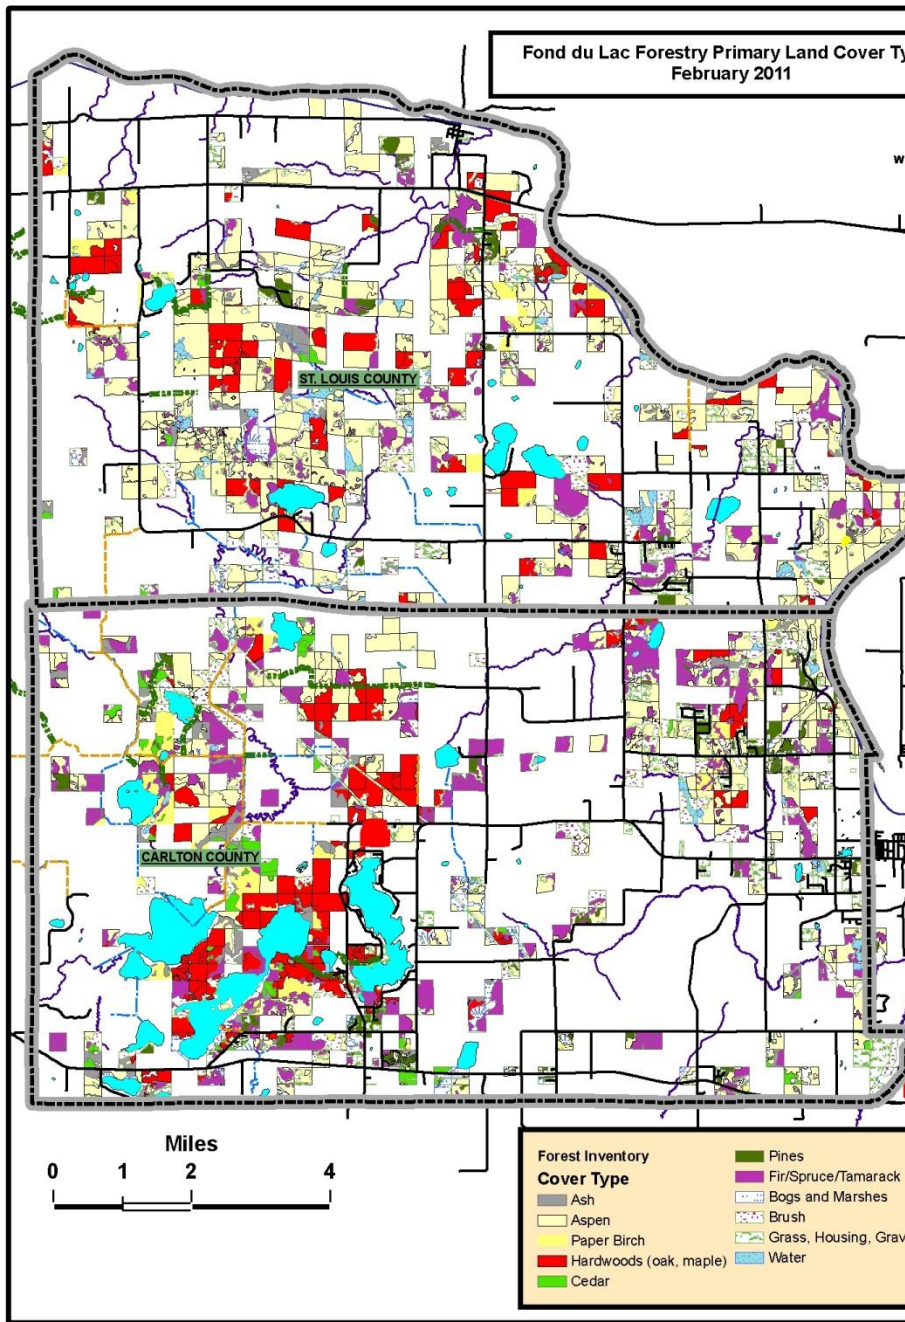 Fond du Lac Forestry Primary Land Cover Ty
February 2011
W
ST. LOUIS COUNTY
CARLTON COUNTY
Miles
0 1 2 4
Forest Inventory
Cover Type
Ash
Aspen
Paper Birch
Hardwoods (oak, maple)
Cedar
Pines
Fir/Spruce/Tamarack
Bogs and Marshes
Brush
Grass, Housing, Grav
Water